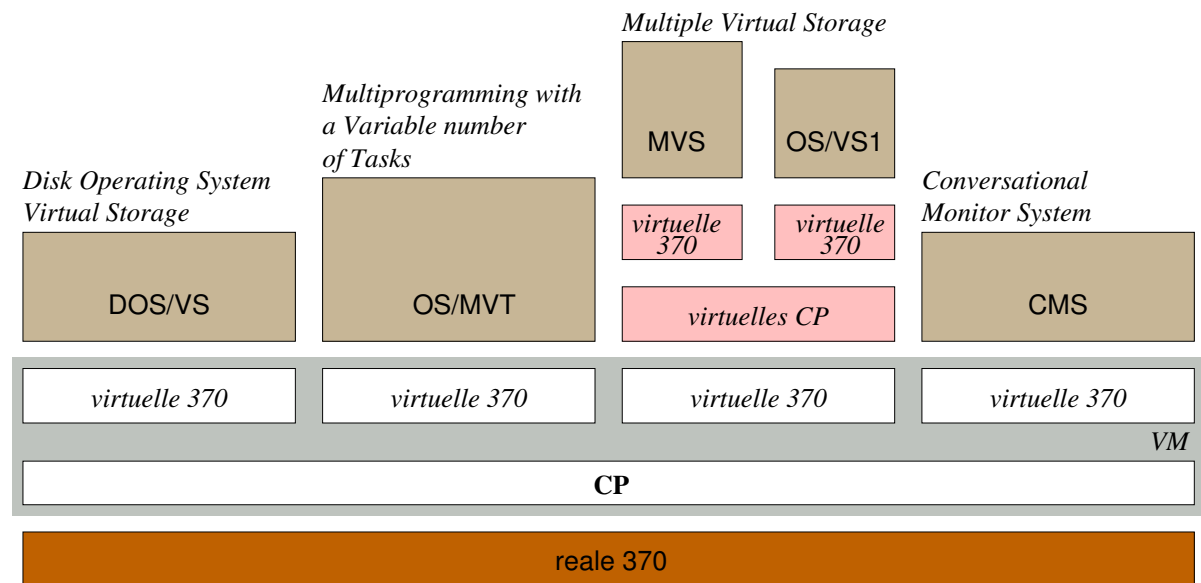 Multiple Virtual Storage
Multiprogramming with
a Variable number
of Tasks
MVS
OS/VS1
Disk Operating System
Virtual Storage
Conversational
Monitor System
virtuelle
370
virtuelle
370
DOS/VS
OS/MVT
virtuelles CP
CMS
virtuelle 370
virtuelle 370
virtuelle 370
virtuelle 370
VM
CP
reale 370